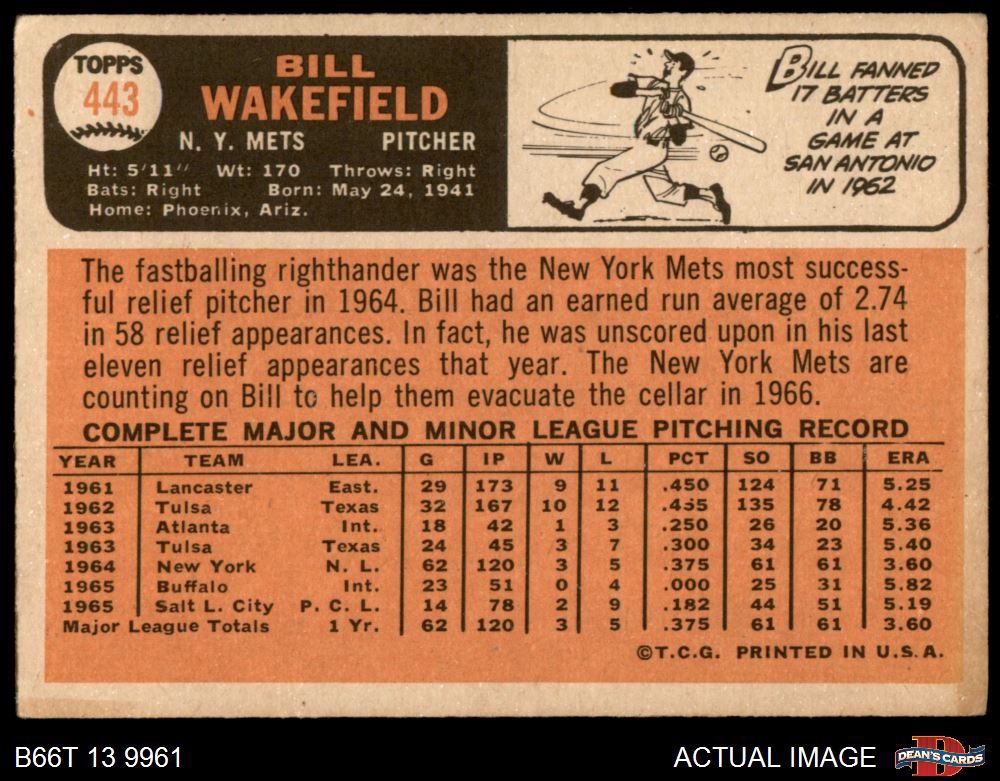 TOPPS
443
BILL
WAKEFIELD
N. Y. METS PITCHER
Ht: 5'11" Wt: 170 Throws: Right
Bats: Right Born: May 24, 1941
Home: Phoenix, Ariz.
BILL FANNED
17 BATTERS
IN A
GAME AT
SAN ANTONIO
IN 1962
The fastballing righthander was the New York Mets most success-
ful relief pitcher in 1964. Bill had an earned run average of 2.74
in 58 relief appearances. In fact, he was unscored upon in his last
eleven relief appearances that year. The New York Mets are
counting on Bill to help them evacuate the cellar in 1966.
COMPLETE MAJOR AND MINOR LEAGUE PITCHING RECORD
YEAR TEAM LEA. G IP W L PCT SO BB ERA
1961 Lancaster East. 29 173 9 11 .450 124 71 5.25
1962 Tulsa Texas 32 167 10 12 .455 135 78 4.42
1963 Atlanta Int. 18 42 1 3 .250 26 20 5.36
1963 Tulsa Texas 24 45 3 7 .300 34 23 5.40
1964 New York N. L. 62 120 3 5 .375 61 61 3.60
1965 Buffalo Int. 23 51 0 4 .000 25 31 5.82
1965 Salt L. City P. C. L. 14 78 2 9 .182 44 51 5.19
Major League Totals 1 Yr. 62 120 3 5 .375 61 61 3.60
©T.C.G. PRINTED IN U.S.A.
B66T 13 9961 ACTUAL IMAGE DEAN'S CARDS